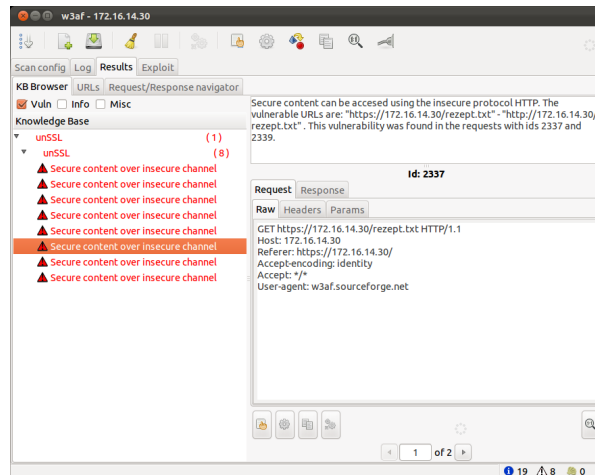 w3af - 172.16.14.30
Scan config Log Results Exploit
KB Browser URLs Request/Response navigator
Vuln Info Misc
Knowledge Base
unSSL (1)
unSSL (8)
Secure content over insecure channel
Secure content over insecure channel
Secure content over insecure channel
Secure content over insecure channel
Secure content over insecure channel
Secure content over insecure channel
Secure content over insecure channel
Secure content over insecure channel
Secure content can be accesed using the insecure protocol HTTP. The
vulnerable URLs are: "https://172.16.14.30/rezept.txt" - "http://172.16.14.30/
rezept.txt" . This vulnerability was found in the requests with ids 2337 and
2339.
Id: 2337
Request Response
Raw Headers Params
GET https://172.16.14.30/rezept.txt HTTP/1.1
Host: 172.16.14.30
Referer: https://172.16.14.30/
Accept-encoding: identity
Accept: */*
User-agent: w3af.sourceforge.net
1 of 2
19 8 0